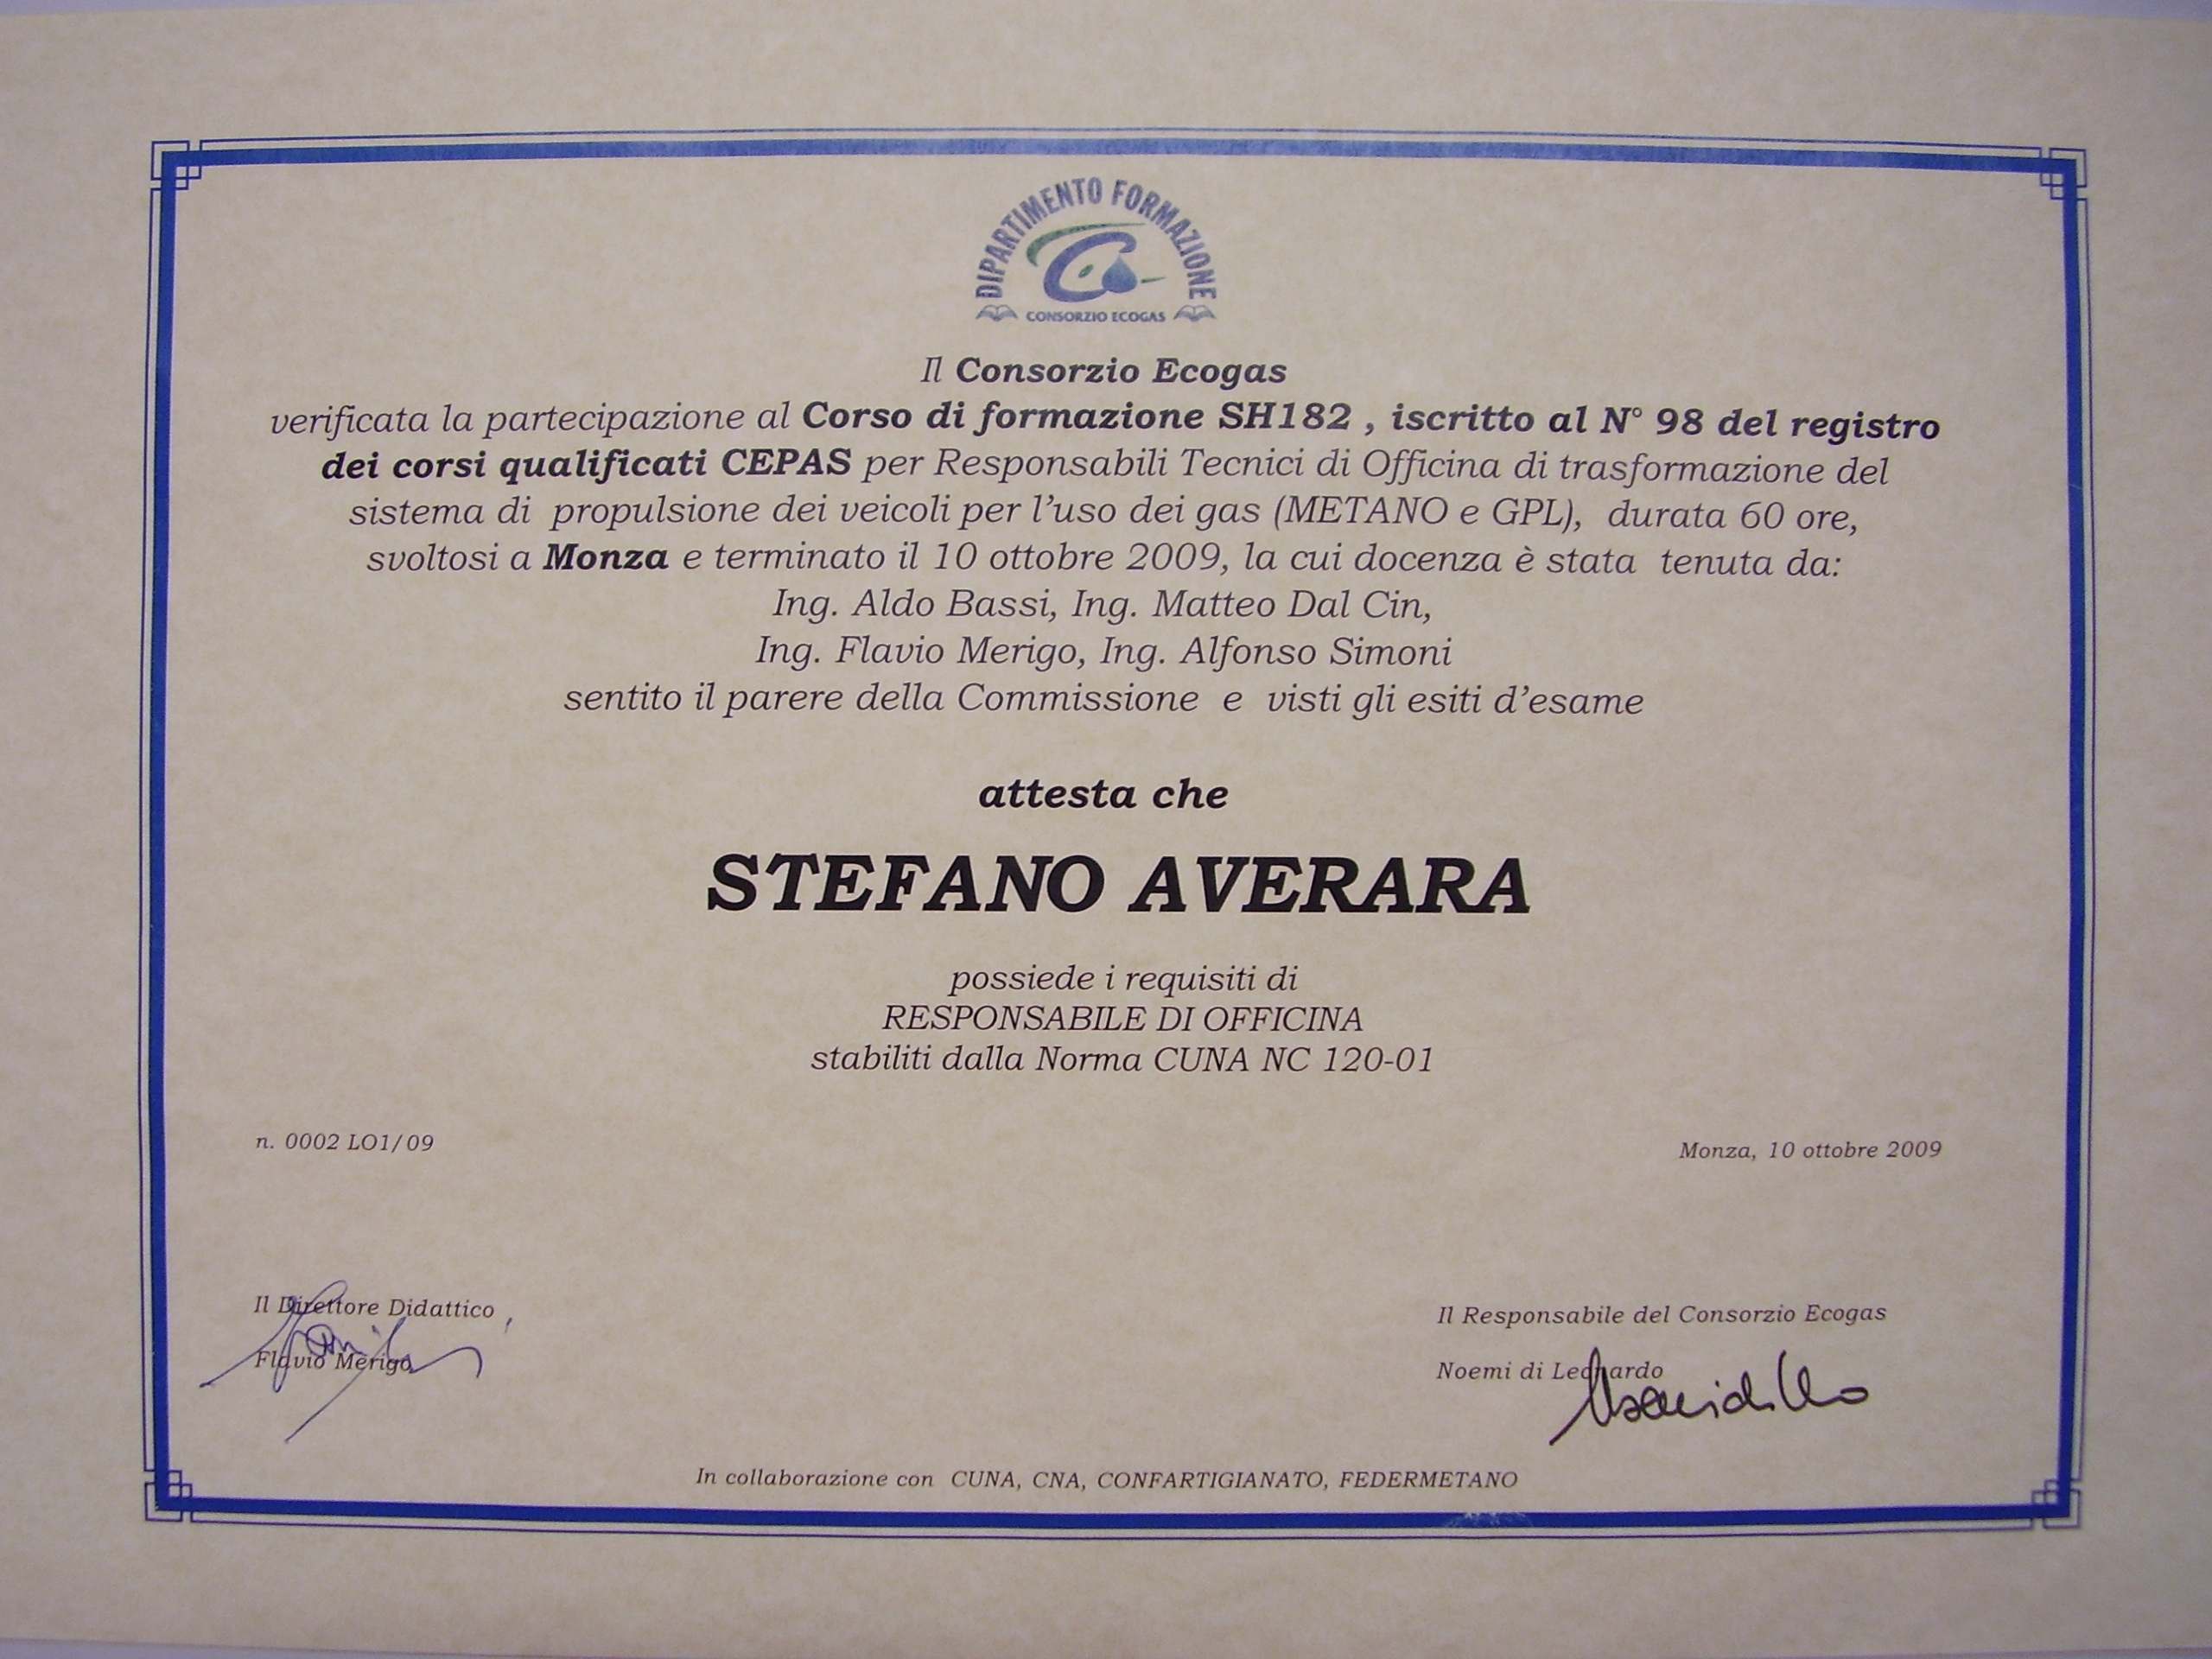 DIPARTIMENTO FORMAZIONE
CONSORZIO ECOGAS
Il Consorzio Ecogas
verificata la partecipazione al Corso di formazione SH182 , iscritto al N° 98 del registro
dei corsi qualificati CEPAS per Responsabili Tecnici di Officina di trasformazione del
sistema di propulsione dei veicoli per l'uso dei gas (METANO e GPL), durata 60 ore,
svoltosi a Monza e terminato il 10 ottobre 2009, la cui docenza è stata tenuta da:
Ing. Aldo Bassi, Ing. Matteo Dal Cin,
Ing. Flavio Merigo, Ing. Alfonso Simoni
sentito il parere della Commissione e visti gli esiti d'esame
attesta che
STEFANO AVERARA
possiede i requisiti di
RESPONSABILE DI OFFICINA
stabiliti dalla Norma CUNA NC 120-01
n. 0002 LO1/09
Monza, 10 ottobre 2009
Il Direttore Didattico
Flavio Merigo
Il Responsabile del Consorzio Ecogas
Noemi di Leonardo
In collaborazione con CUNA, CNA, CONFARTIGIANATO, FEDERMETANO